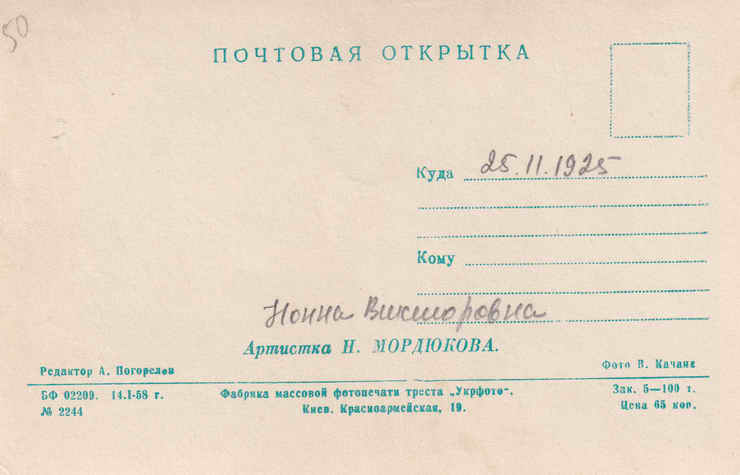 50
ПОЧТОВАЯ ОТКРЫТКА
Куда 25.11.1925
Кому
Нонна Викторовна
Артистка Н. МОРДЮКОВА.
Редактор А. Погорелов
Фото В. Качане
БФ 02209. 14.1-58 г.
№ 2244
Фабрика массовой фотопечати треста „Укрфото“.
Киев. Красноармейская, 19.
Зак. 5—100 т.
Цена 65 коп.